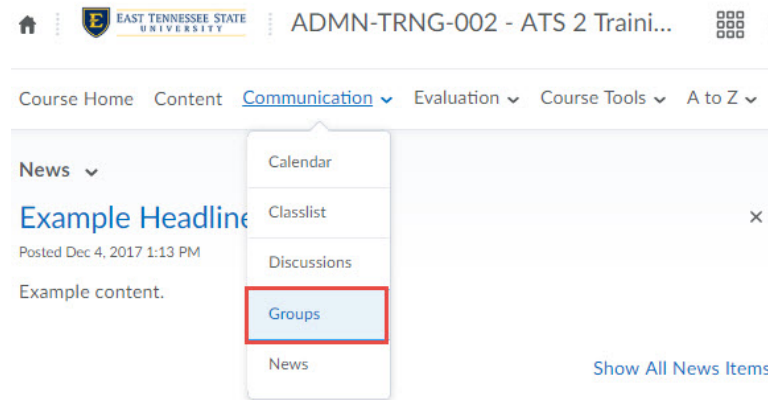 EAST TENNESSEE STATE
UNIVERSITY
ADMN-TRNG-002 - ATS 2 Traini...
Course Home Content Communication Evaluation Course Tools A to Z
News
Calendar
Example Headline
Classlist
Posted Dec 4, 2017 1:13 PM
Discussions
Example content.
Groups
News
Show All News Items